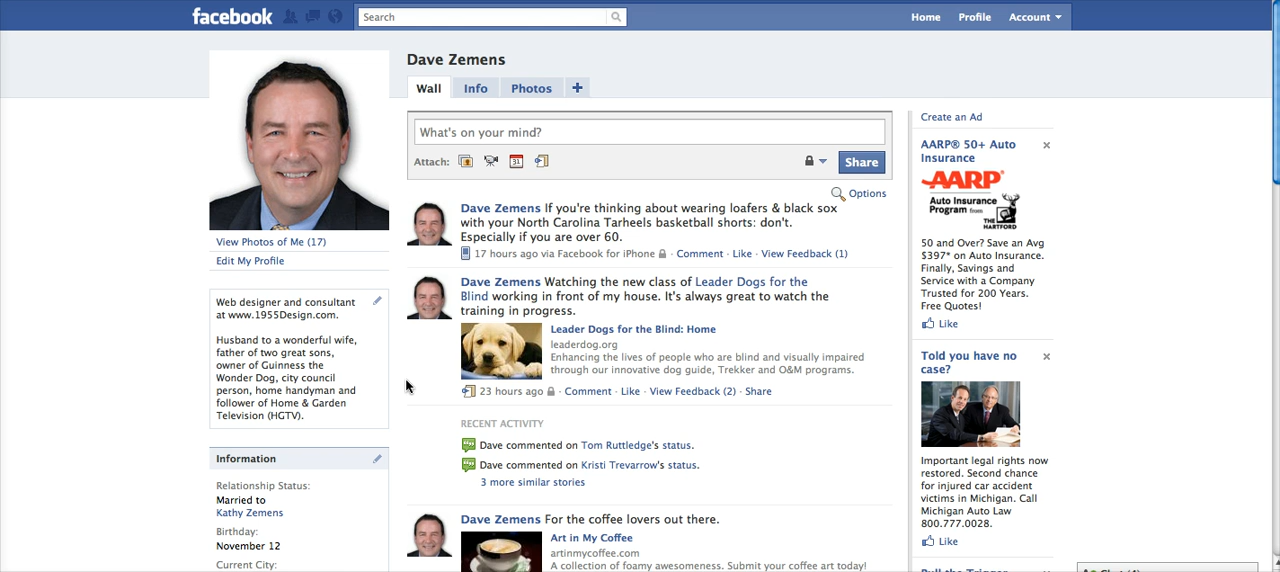 facebook
Search
Home Profile Account
Dave Zemens
Wall Info Photos +
What's on your mind?
Attach: 31
Share
Options
View Photos of Me (17)
Edit My Profile
Web designer and consultant
at www.1955Design.com.
Husband to a wonderful wife,
father of two great sons,
owner of Guinness the
Wonder Dog, city council
person, home handyman and
follower of Home & Garden
Television (HGTV).
Information
Relationship Status:
Married to
Kathy Zemens
Birthday:
November 12
Current City:
Dave Zemens If you're thinking about wearing loafers & black sox
with your North Carolina Tarheels basketball shorts: don't.
Especially if you are over 60.
17 hours ago via Facebook for iPhone Comment · Like · View Feedback (1)
Dave Zemens Watching the new class of Leader Dogs for the
Blind working in front of my house. It's always great to watch the
training in progress.
Leader Dogs for the Blind: Home
leaderdog.org
Enhancing the lives of people who are blind and visually impaired
through our innovative dog guide, Trekker and O&M programs.
23 hours ago Comment · Like · View Feedback (2) · Share
RECENT ACTIVITY
Dave commented on Tom Ruttledge's status.
Dave commented on Kristi Trevarrow's status.
3 more similar stories
Dave Zemens For the coffee lovers out there.
Art in My Coffee
artinmycoffee.com
A collection of foamy awesomeness. Submit your coffee art today!
Create an Ad
AARP® 50+ Auto
Insurance
AARP
Auto Insurance
Program from
THE
HARTFORD
50 and Over? Save an Avg
$397* on Auto Insurance.
Finally, Savings and
Service with a Company
Trusted for 200 Years.
Free Quotes!
Like
Told you have no
case?
Important legal rights now
restored. Second chance
for injured car accident
victims in Michigan. Call
Michigan Auto Law
800.777.0028.
Like
Pull the Trigger
Chat (4)